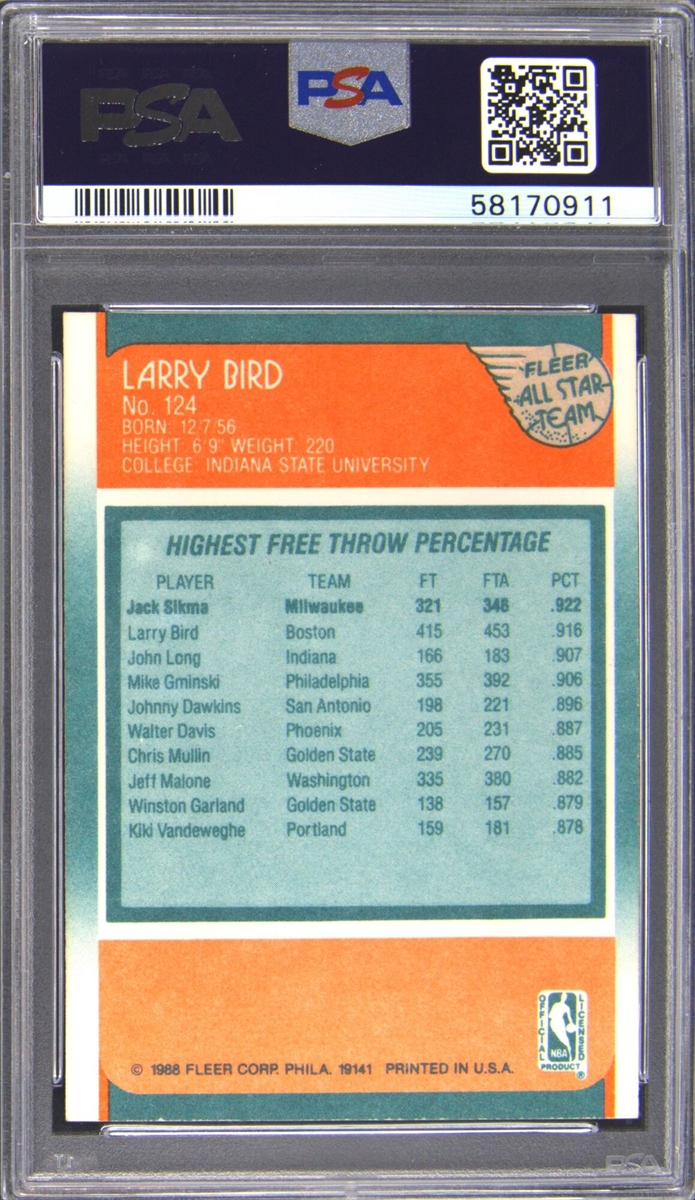 PSA
PSA
58170911
LARRY BIRD
No. 124
BORN: 12/7/56
HEIGHT: 6'9" WEIGHT: 220
COLLEGE: INDIANA STATE UNIVERSITY
FLEER
ALL STAR
TEAM
HIGHEST FREE THROW PERCENTAGE
PLAYER TEAM FT FTA PCT
Jack Sikma Milwaukee 321 348 .922
Larry Bird Boston 415 453 .916
John Long Indiana 166 183 .907
Mike Gminski Philadelphia 355 392 .906
Johnny Dawkins San Antonio 198 221 .896
Walter Davis Phoenix 205 231 .887
Chris Mullin Golden State 239 270 .885
Jeff Malone Washington 335 380 .882
Winston Garland Golden State 138 157 .879
Kiki Vandeweghe Portland 159 181 .878
OFFICIAL LICENSED
NBA
PRODUCT ®
© 1988 FLEER CORP. PHILA. 19141 PRINTED IN U.S.A.
PSA